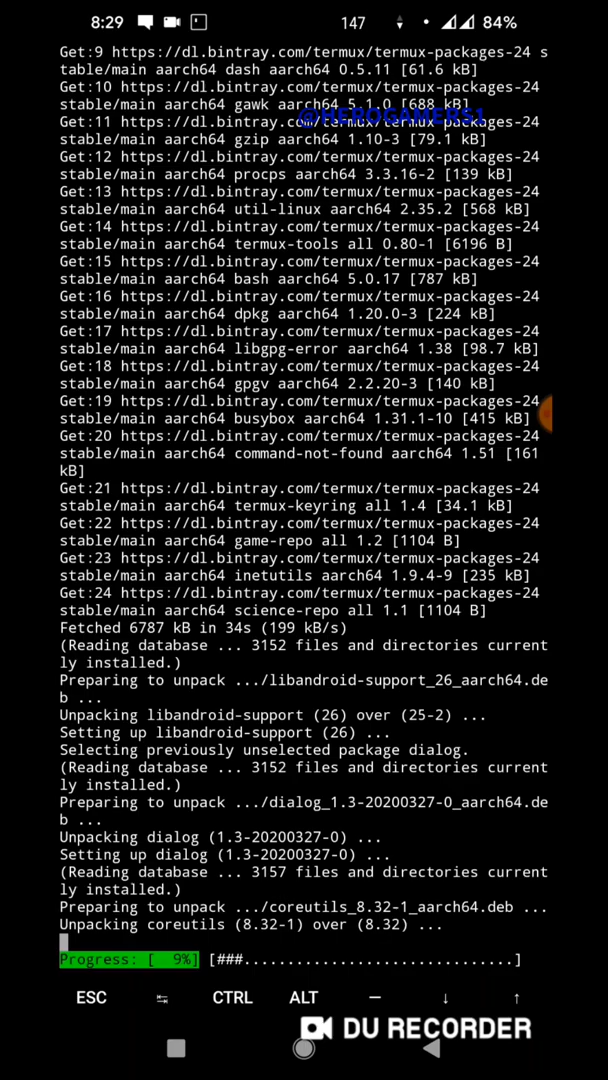 8:29 147 84%
Get:9 https://dl.bintray.com/termux/termux-packages-24 s
table/main aarch64 dash aarch64 0.5.11 [61.6 kB]
Get:10 https://dl.bintray.com/termux/termux-packages-24
stable/main aarch64 gawk aarch64 5.1.0 [688 kB]
@HEROGAMERS1
Get:11 https://dl.bintray.com/termux/termux-packages-24
stable/main aarch64 gzip aarch64 1.10-3 [79.1 kB]
Get:12 https://dl.bintray.com/termux/termux-packages-24
stable/main aarch64 procps aarch64 3.3.16-2 [139 kB]
Get:13 https://dl.bintray.com/termux/termux-packages-24
stable/main aarch64 util-linux aarch64 2.35.2 [568 kB]
Get:14 https://dl.bintray.com/termux/termux-packages-24
stable/main aarch64 termux-tools all 0.80-1 [6196 B]
Get:15 https://dl.bintray.com/termux/termux-packages-24
stable/main aarch64 bash aarch64 5.0.17 [787 kB]
Get:16 https://dl.bintray.com/termux/termux-packages-24
stable/main aarch64 dpkg aarch64 1.20.0-3 [224 kB]
Get:17 https://dl.bintray.com/termux/termux-packages-24
stable/main aarch64 libgpg-error aarch64 1.38 [98.7 kB]
Get:18 https://dl.bintray.com/termux/termux-packages-24
stable/main aarch64 gpgv aarch64 2.2.20-3 [140 kB]
Get:19 https://dl.bintray.com/termux/termux-packages-24
stable/main aarch64 busybox aarch64 1.31.1-10 [415 kB]
Get:20 https://dl.bintray.com/termux/termux-packages-24
stable/main aarch64 command-not-found aarch64 1.51 [161
kB]
Get:21 https://dl.bintray.com/termux/termux-packages-24
stable/main aarch64 termux-keyring all 1.4 [34.1 kB]
Get:22 https://dl.bintray.com/termux/termux-packages-24
stable/main aarch64 game-repo all 1.2 [1104 B]
Get:23 https://dl.bintray.com/termux/termux-packages-24
stable/main aarch64 inetutils aarch64 1.9.4-9 [235 kB]
Get:24 https://dl.bintray.com/termux/termux-packages-24
stable/main aarch64 science-repo all 1.1 [1104 B]
Fetched 6787 kB in 34s (199 kB/s)
(Reading database ... 3152 files and directories current
ly installed.)
Preparing to unpack .../libandroid-support_26_aarch64.de
b ...
Unpacking libandroid-support (26) over (25-2) ...
Setting up libandroid-support (26) ...
Selecting previously unselected package dialog.
(Reading database ... 3152 files and directories current
ly installed.)
Preparing to unpack .../dialog_1.3-20200327-0_aarch64.de
b ...
Unpacking dialog (1.3-20200327-0) ...
Setting up dialog (1.3-20200327-0) ...
(Reading database ... 3157 files and directories current
ly installed.)
Preparing to unpack .../coreutils_8.32-1_aarch64.deb ...
Unpacking coreutils (8.32-1) over (8.32) ...
Progress: [  9%] [###...............................]
ESC ↹ CTRL ALT — ↓ ↑
DU RECORDER